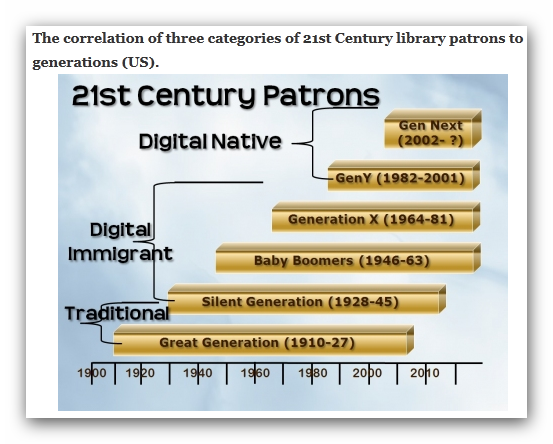 The correlation of three categories of 21st Century library patrons to
generations (US).
21st Century Patrons
Gen Next
(2002- ?)
Digital Native
GenY (1982-2001)
Generation X (1964-81)
Digital
Immigrant
Baby Boomers (1946-63)
Silent Generation (1928-45)
Traditional
Great Generation (1910-27)
1900 1920 1940 1960 1980 2000 2010